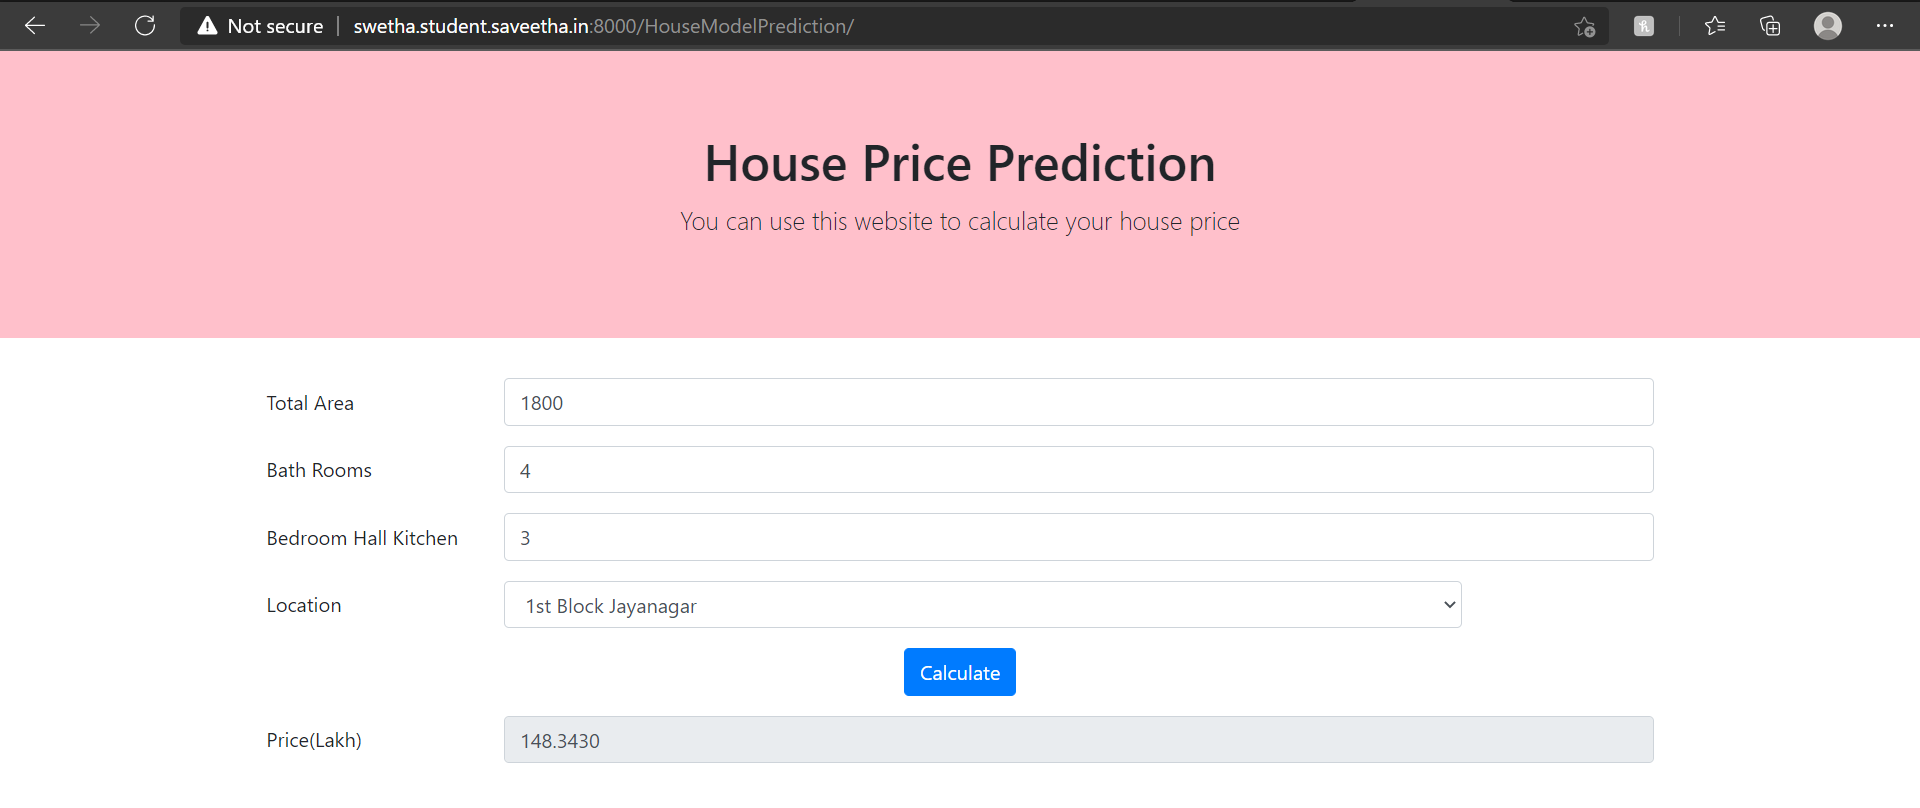 Not secure | swetha.student.saveetha.in:8000/HouseModelPrediction/
House Price Prediction
You can use this website to calculate your house price
Total Area 1800
Bath Rooms 4
Bedroom Hall Kitchen 3
Location 1st Block Jayanagar
Calculate
Price(Lakh) 148.3430